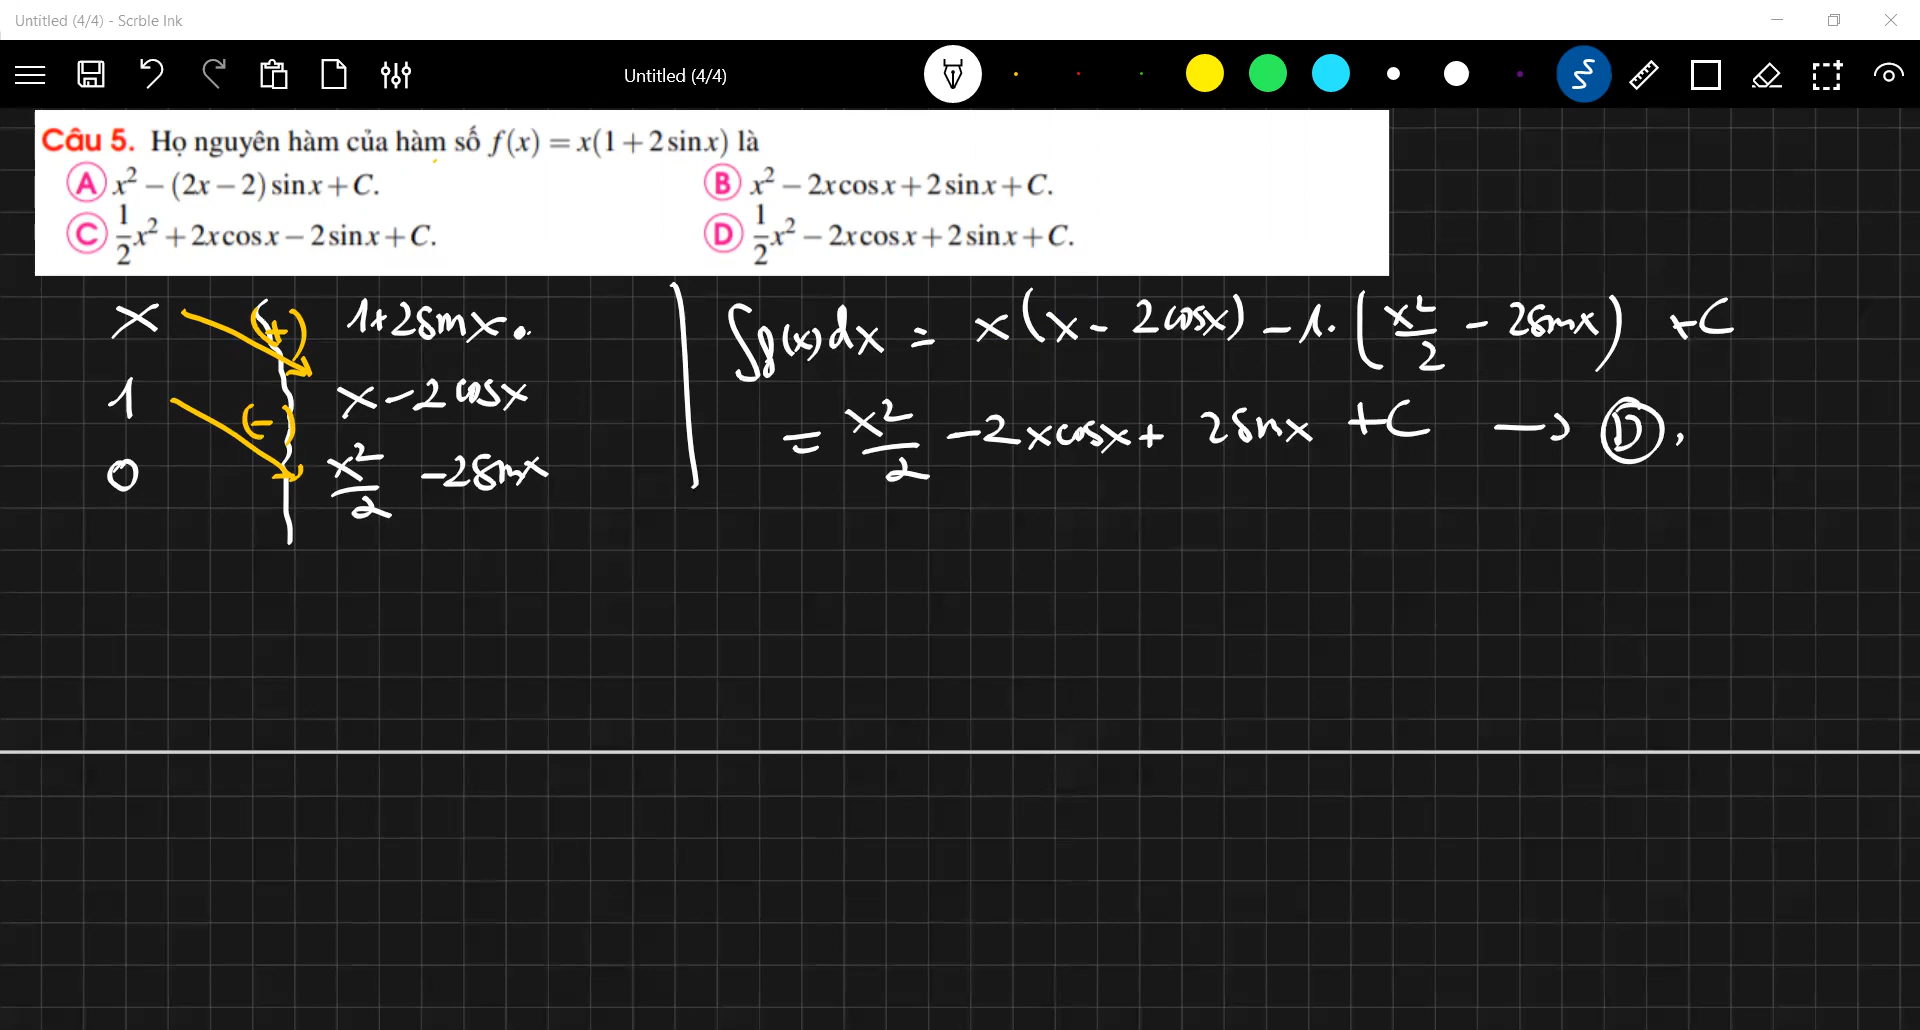 Untitled (4/4) - Scrble Ink
Untitled (4/4)
Câu 5. Họ nguyên hàm của hàm số f(x) = x(1 + 2 sin x) là
A x² − (2x − 2) sin x + C.
B x² − 2x cos x + 2 sin x + C.
C 1/2 x² + 2x cos x − 2 sin x + C.
D 1/2 x² − 2x cos x + 2 sin x + C.
x (+) 1+2sinx.
1 (-) x − 2cosx
0 x²/2 − 2sinx
∫f(x)dx = x(x − 2cosx) − 1.(x²/2 − 2sinx) + C
= x²/2 − 2xcosx + 2sinx + C → D.